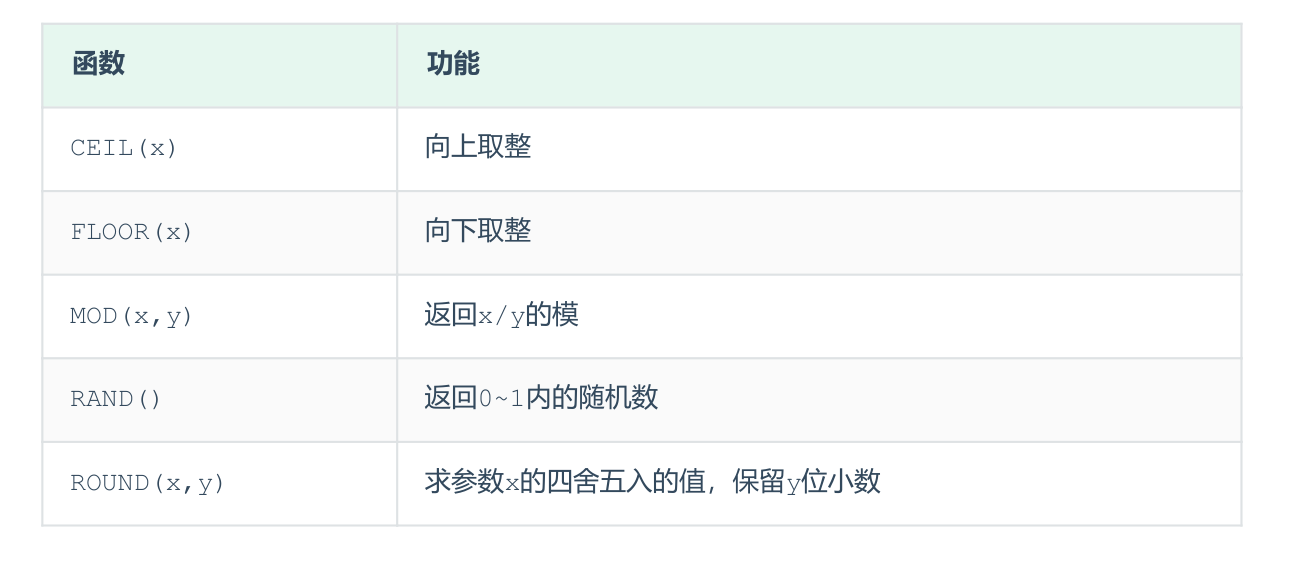 函数 功能
CEIL(x) 向上取整
FLOOR(x) 向下取整
MOD(x,y) 返回x/y的模
RAND() 返回0~1内的随机数
ROUND(x,y) 求参数x的四舍五入的值，保留y位小数